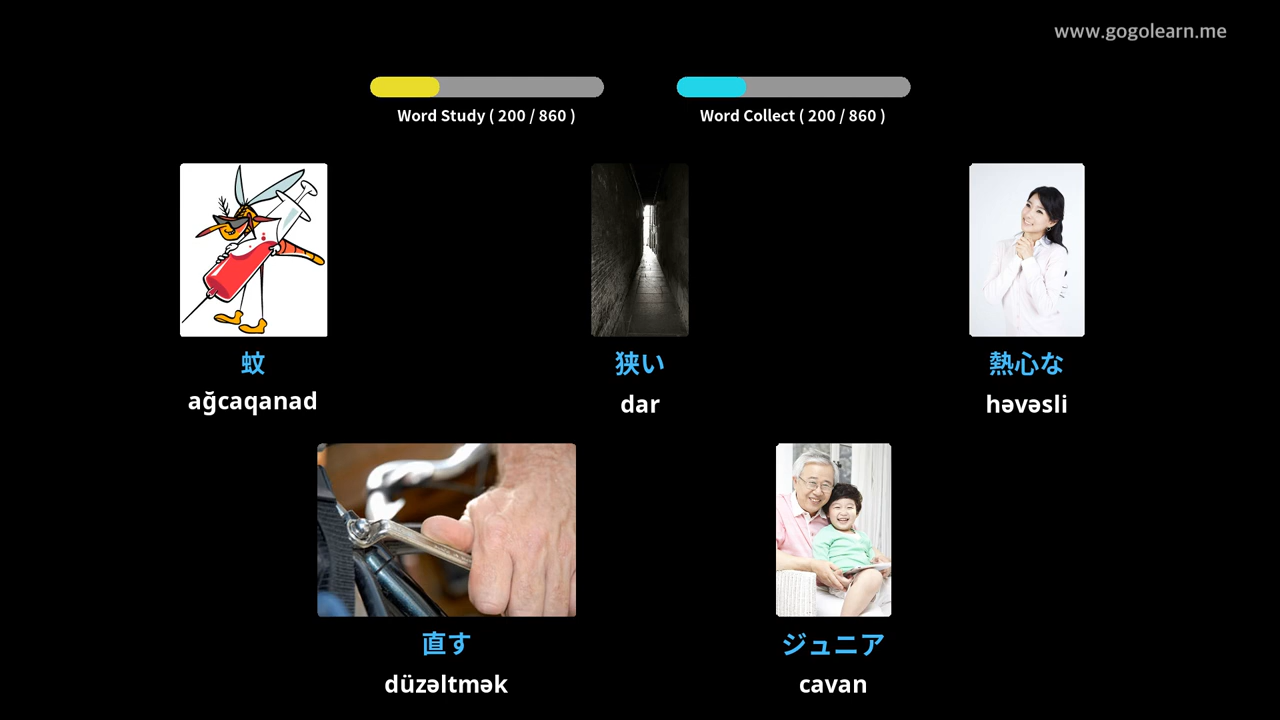 www.gogolearn.me
Word Study ( 200 / 860 )
Word Collect ( 200 / 860 )
蚊
ağcaqanad
狭い
dar
熱心な
həvəsli
直す
düzəltmək
ジュニア
cavan